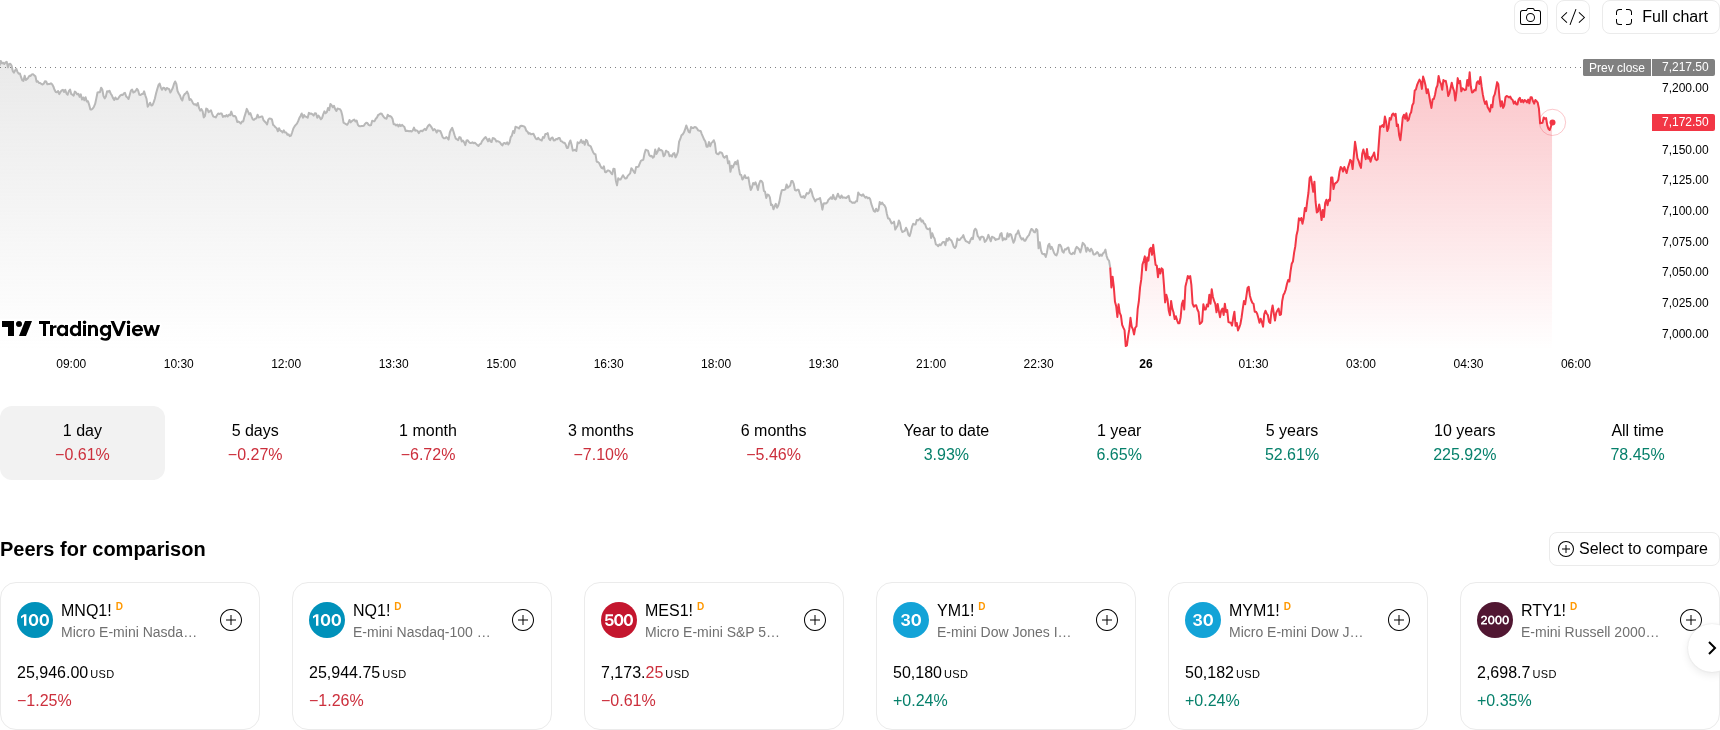 Full chart
Prev close 7,217.50
7,200.00
7,172.50
7,150.00
7,125.00
7,100.00
7,075.00
7,050.00
7,025.00
7,000.00
TradingView
09:00 10:30 12:00 13:30 15:00 16:30 18:00 19:30 21:00 22:30 26 01:30 03:00 04:30 06:00
1 day 5 days 1 month 3 months 6 months Year to date 1 year 5 years 10 years All time
−0.61% −0.27% −6.72% −7.10% −5.46% 3.93% 6.65% 52.61% 225.92% 78.45%
Peers for comparison
Select to compare
100 MNQ1! D
Micro E-mini Nasda…
25,946.00 USD
−1.25%
100 NQ1! D
E-mini Nasdaq-100 …
25,944.75 USD
−1.26%
500 MES1! D
Micro E-mini S&P 5…
7,173.25 USD
−0.61%
30 YM1! D
E-mini Dow Jones I…
50,180 USD
+0.24%
30 MYM1! D
Micro E-mini Dow J…
50,182 USD
+0.24%
2000 RTY1! D
E-mini Russell 2000…
2,698.7 USD
+0.35%